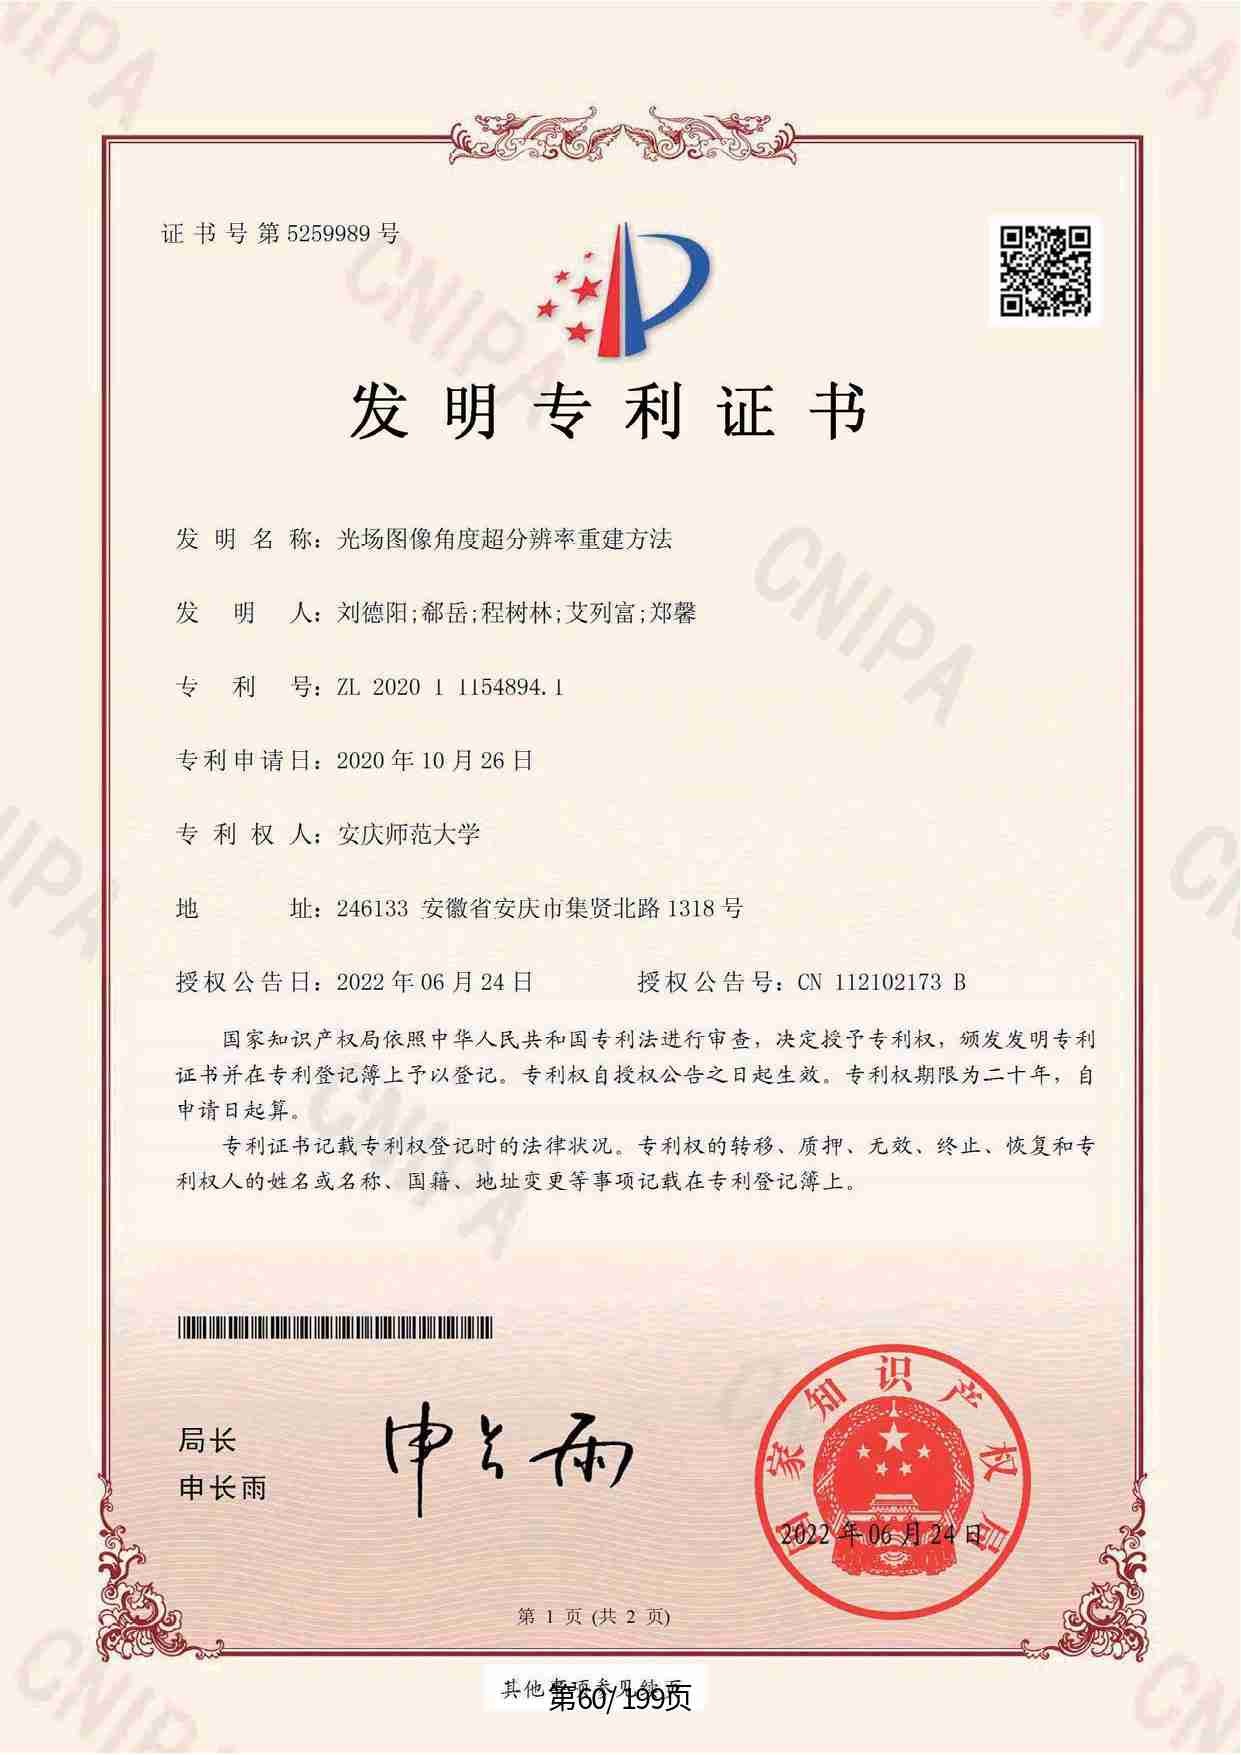 证书号第5259989号
发明专利证书
发明名称：光场图像角度超分辨率重建方法
发明人：刘德阳;郗岳;程树林;艾列富;郑馨
专利号：ZL 2020 1 1154894.1
专利申请日：2020年10月26日
专利权人：安庆师范大学
地址：246133 安徽省安庆市集贤北路1318号
授权公告日：2022年06月24日 授权公告号：CN 112102173 B
国家知识产权局依照中华人民共和国专利法进行审查，决定授予专利权，颁发发明专利
证书并在专利登记簿上予以登记。专利权自授权公告之日起生效。专利权期限为二十年，自
申请日起算。
专利证书记载专利权登记时的法律状况。专利权的转移、质押、无效、终止、恢复和专
利权人的姓名或名称、国籍、地址变更等事项记载在专利登记簿上。
局长
申长雨
申长雨
国家知识产权局
2022年06月24日
第 1 页 (共 2 页)
其他事项参见续页
第60/199页
CNIPA
CNIPA
CNIPA
CNIPA